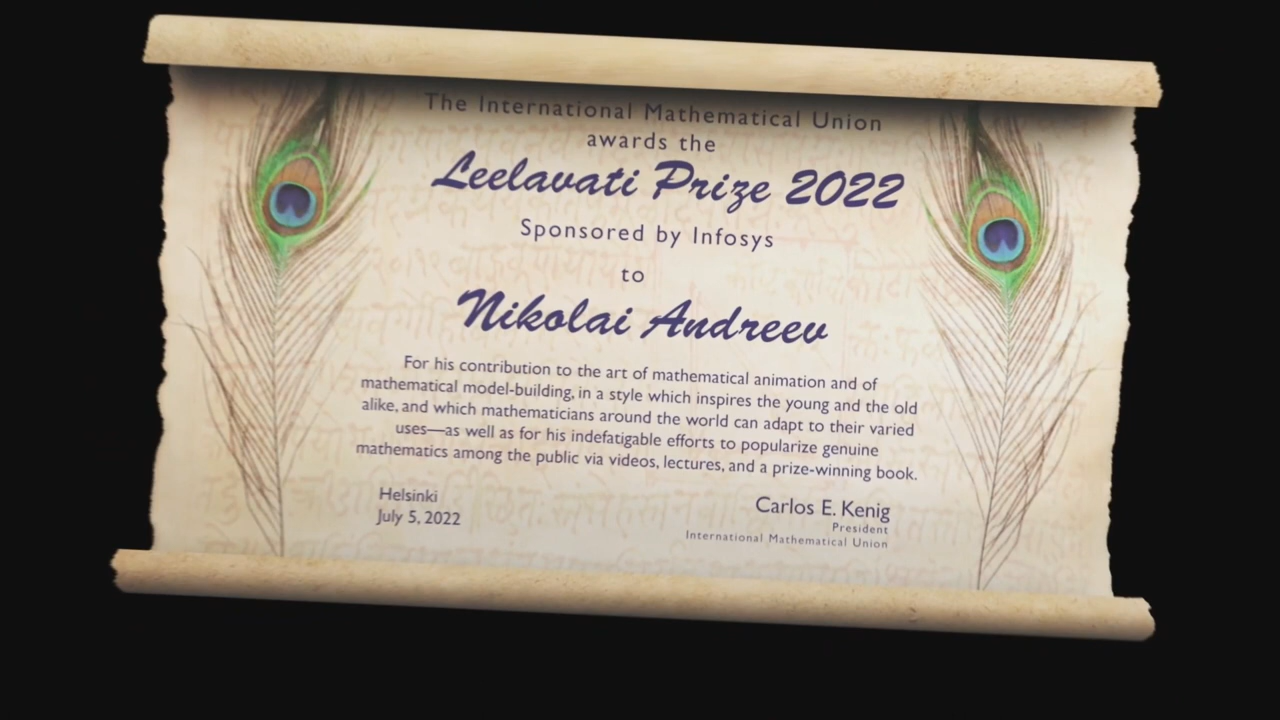 The International Mathematical Union
awards the
Leelavati Prize 2022
Sponsored by Infosys
to
Nikolai Andreev
For his contribution to the art of mathematical animation and of
mathematical model-building, in a style which inspires the young and the old
alike, and which mathematicians around the world can adapt to their varied
uses—as well as for his indefatigable efforts to popularize genuine
mathematics among the public via videos, lectures, and a prize-winning book.
Helsinki
July 5, 2022
Carlos E. Kenig
President
International Mathematical Union